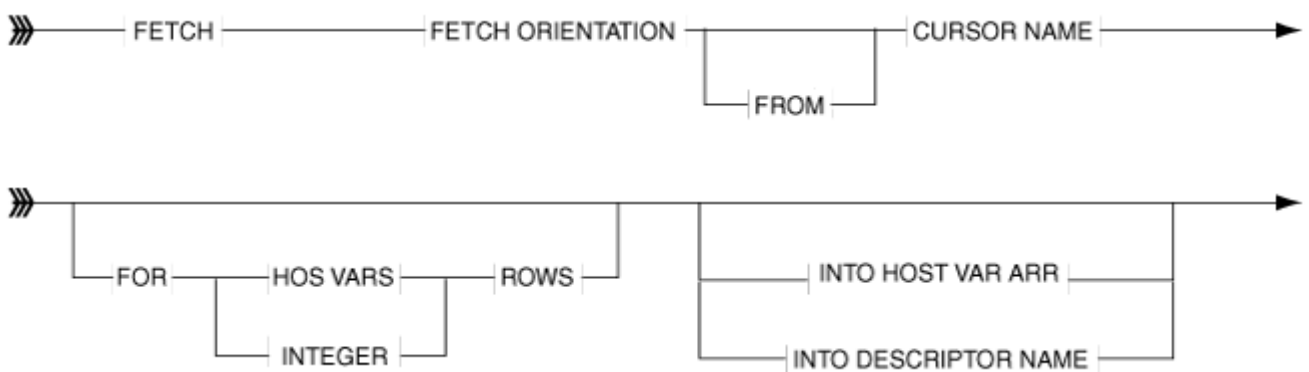 FETCH FETCH ORIENTATION CURSOR NAME
FROM
FOR HOS VARS ROWS INTO HOST VAR ARR
INTEGER INTO DESCRIPTOR NAME